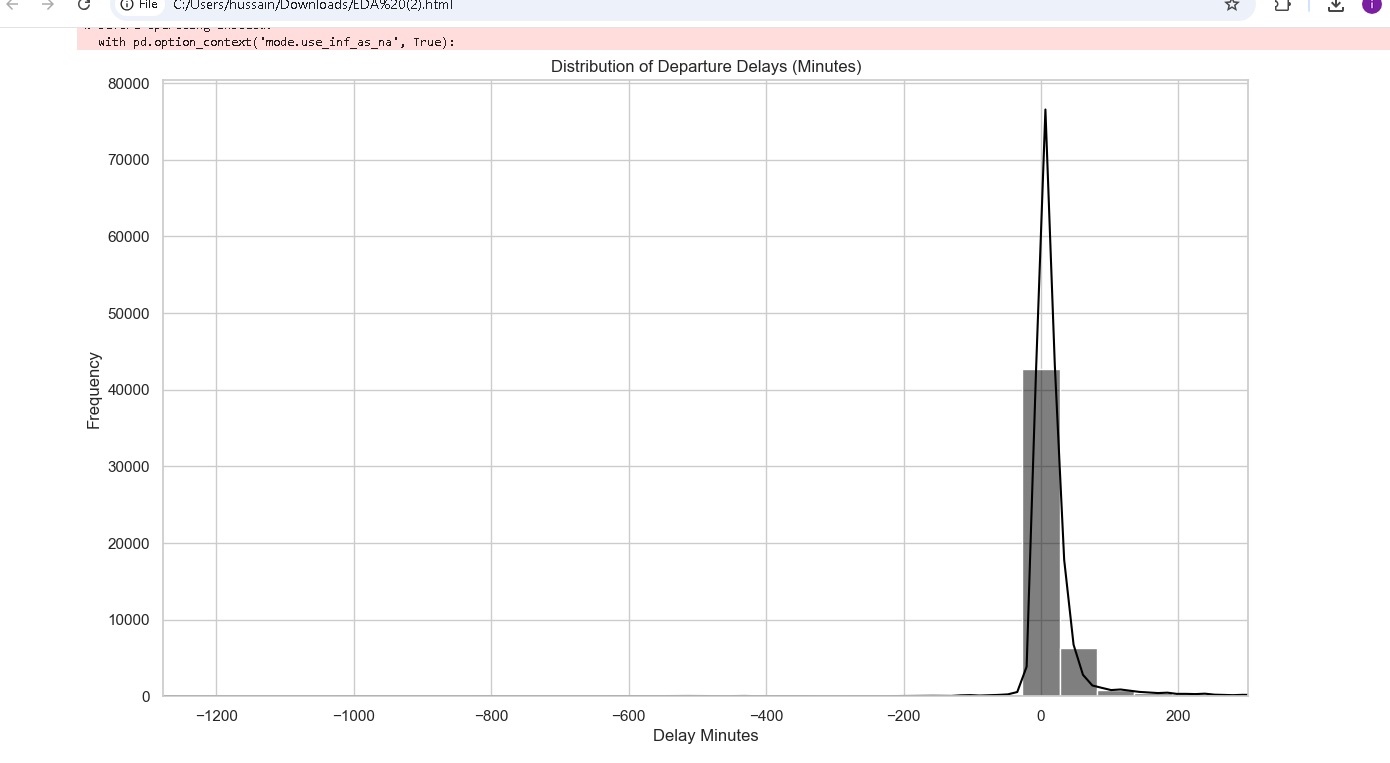 File C:/Users/hussain/Downloads/EDA%20(2).html
i
with pd.option_context('mode.use_inf_as_na', True):
Distribution of Departure Delays (Minutes)
80000
70000
60000
50000
40000
30000
20000
10000
0
Frequency
−1200 −1000 −800 −600 −400 −200 0 200
Delay Minutes